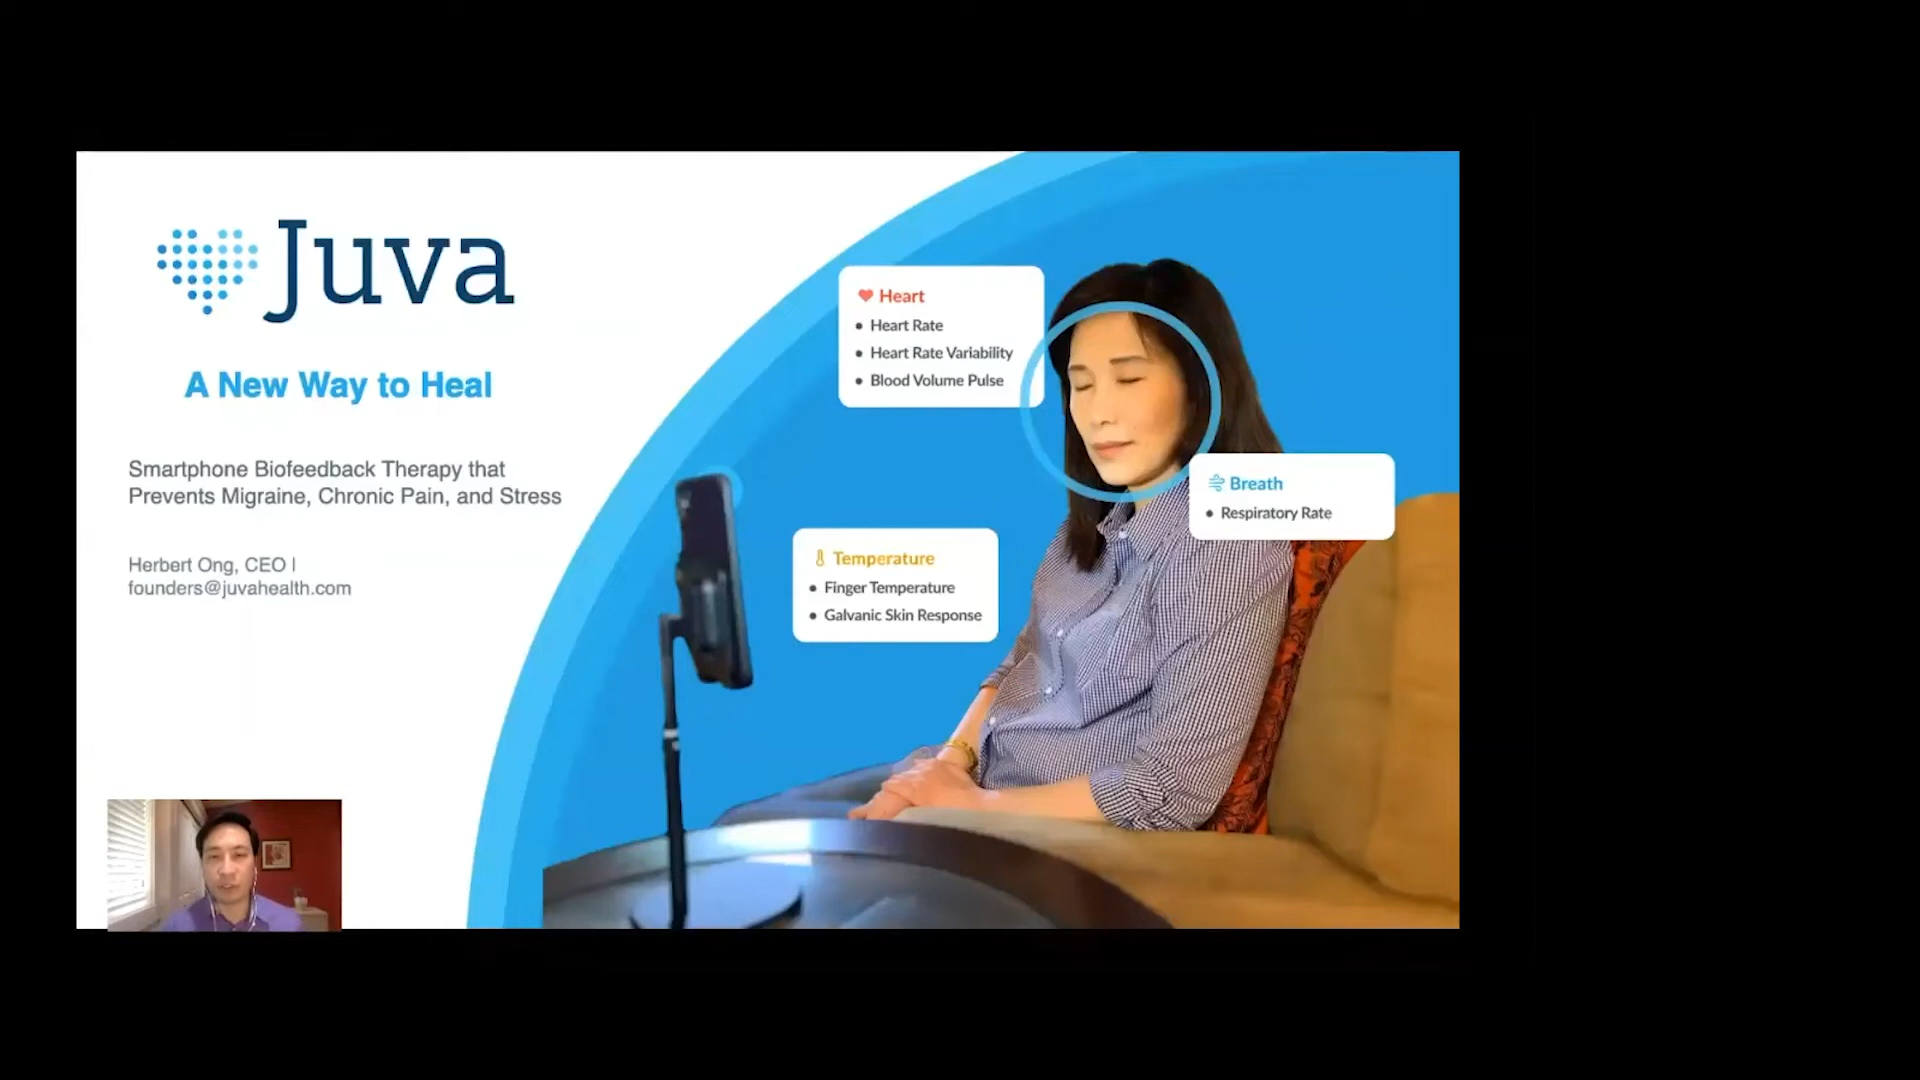 Juva
A New Way to Heal
Smartphone Biofeedback Therapy that
Prevents Migraine, Chronic Pain, and Stress
Herbert Ong, CEO |
founders@juvahealth.com
Heart
• Heart Rate
• Heart Rate Variability
• Blood Volume Pulse
Breath
• Respiratory Rate
Temperature
• Finger Temperature
• Galvanic Skin Response